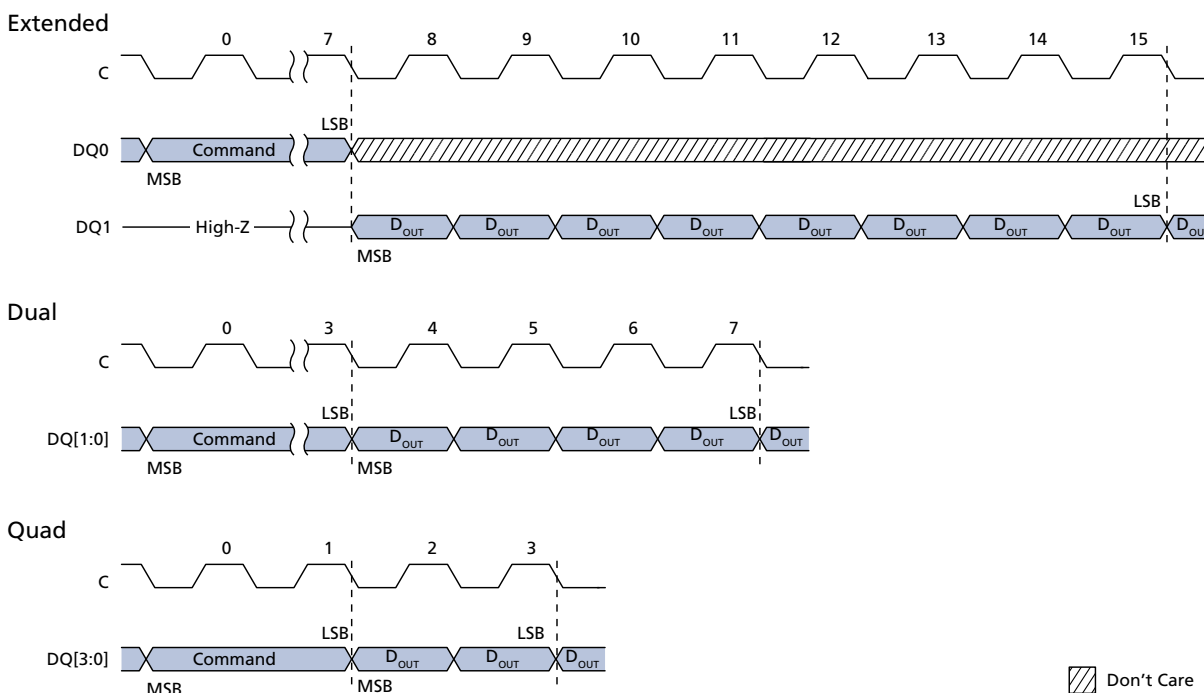 Extended
0 7 8 9 10 11 12 13 14 15
C
LSB
DQ0 Command
MSB
LSB
DQ1 High-Z DOUT DOUT DOUT DOUT DOUT DOUT DOUT DOUT DOU
MSB
Dual
0 3 4 5 6 7
C
LSB LSB
DQ[1:0] Command DOUT DOUT DOUT DOUT DOUT
MSB MSB
Quad
0 1 2 3
C
LSB LSB
DQ[3:0] Command DOUT DOUT DOUT
MSB MSB
Don't Care